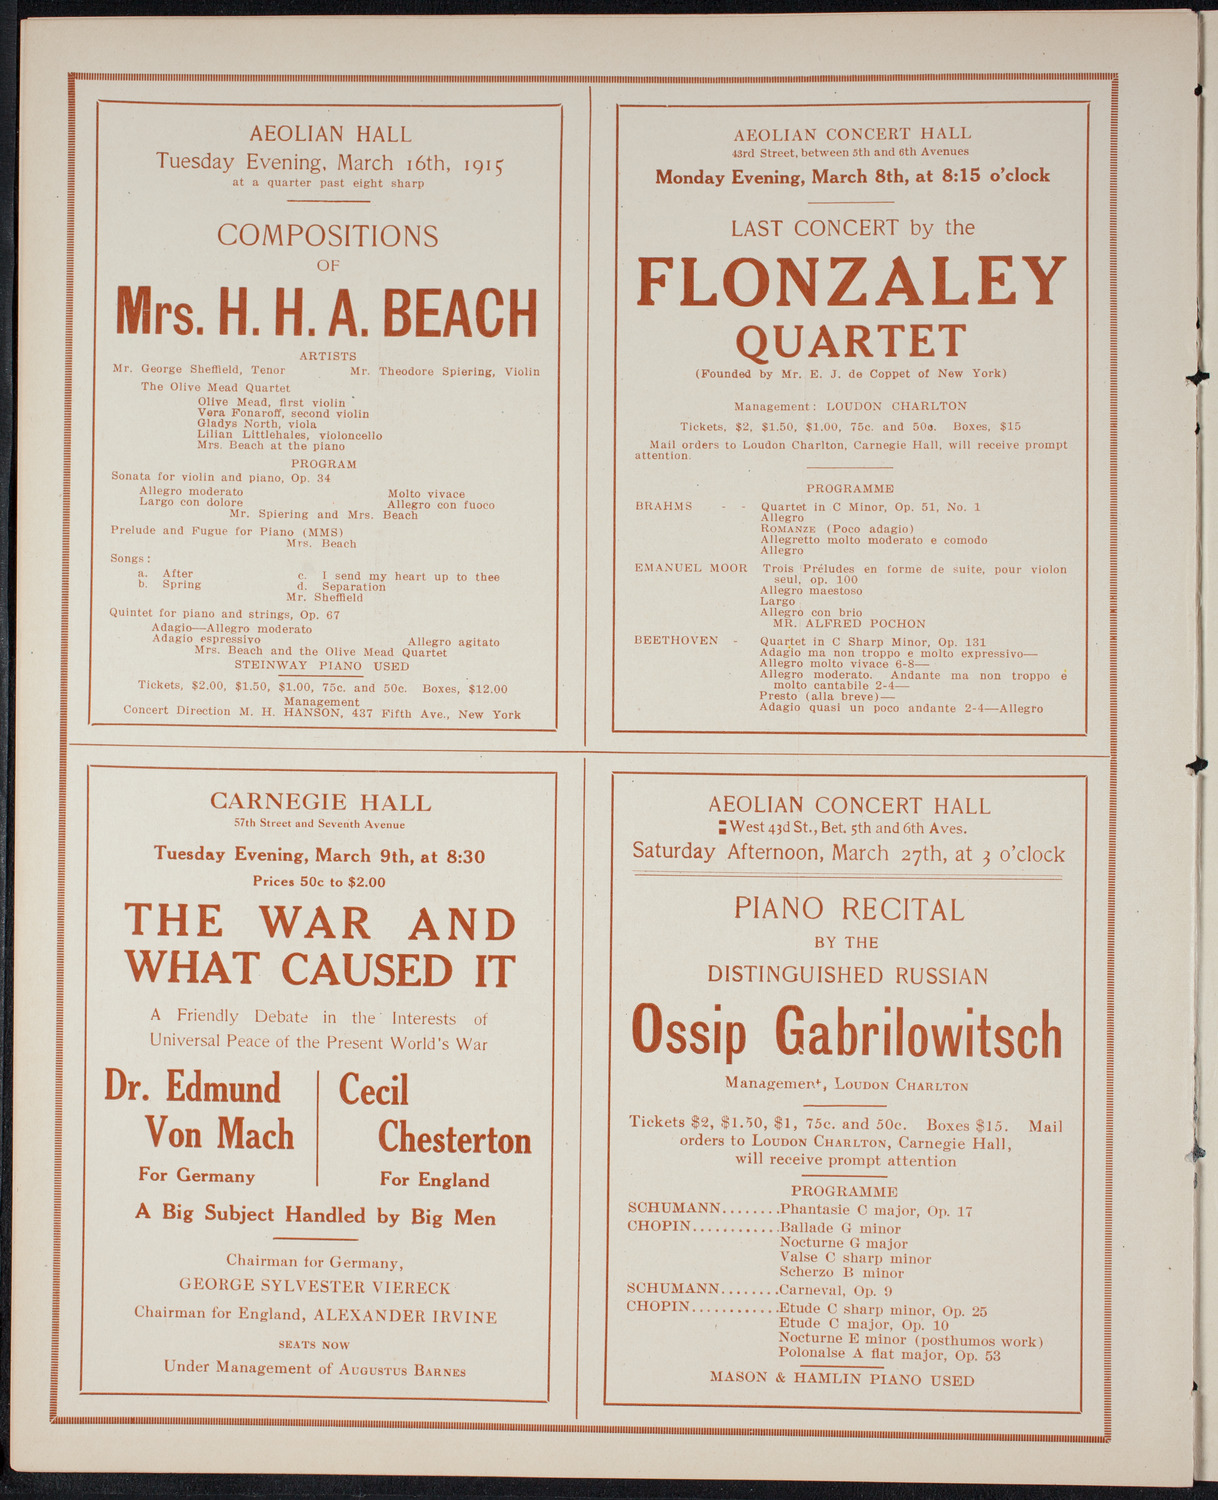 AEOLIAN HALL
Tuesday Evening, March 16th, 1915
at a quarter past eight sharp
COMPOSITIONS
OF
Mrs. H. H. A. BEACH
ARTISTS
Mr. George Sheffield, Tenor Mr. Theodore Spiering, Violin
The Olive Mead Quartet
Olive Mead, first violin
Vera Fonaroff, second violin
Gladys North, viola
Lilian Littlehales, violoncello
Mrs. Beach at the piano
PROGRAM
Sonata for violin and piano, Op. 34
Allegro moderato Molto vivace
Largo con dolore Allegro con fuoco
Mr. Spiering and Mrs. Beach
Prelude and Fugue for Piano (MMS)
Mrs. Beach
Songs:
a. After c. I send my heart up to thee
b. Spring d. Separation
Mr. Sheffield
Quintet for piano and strings, Op. 67
Adagio—Allegro moderato
Adagio espressivo Allegro agitato
Mrs. Beach and the Olive Mead Quartet
STEINWAY PIANO USED
Tickets, $2.00, $1.50, $1.00, 75c. and 50c. Boxes, $12.00
Management
Concert Direction M. H. HANSON, 437 Fifth Ave., New York
AEOLIAN CONCERT HALL
43rd Street, between 5th and 6th Avenues
Monday Evening, March 8th, at 8:15 o'clock
LAST CONCERT by the
FLONZALEY
QUARTET
(Founded by Mr. E. J. de Coppet of New York)
Management: LOUDON CHARLTON
Tickets, $2, $1.50, $1.00, 75c. and 50c. Boxes, $15
Mail orders to Loudon Charlton, Carnegie Hall, will receive prompt
attention.
PROGRAMME
BRAHMS - - Quartet in C Minor, Op. 51, No. 1
Allegro
ROMANZE (Poco adagio)
Allegretto molto moderato e comodo
Allegro
EMANUEL MOOR Trois Préludes en forme de suite, pour violon
seul, op. 100
Allegro maestoso
Largo
Allegro con brio
MR. ALFRED POCHON
BEETHOVEN - Quartet in C Sharp Minor, Op. 131
Adagio ma non troppo e molto expressivo—
Allegro molto vivace 6-8—
Allegro moderato. Andante ma non troppo e
molto cantabile 2-4—
Presto (alla breve)—
Adagio quasi un poco andante 2-4—Allegro
CARNEGIE HALL
57th Street and Seventh Avenue
Tuesday Evening, March 9th, at 8:30
Prices 50c to $2.00
THE WAR AND
WHAT CAUSED IT
A Friendly Debate in the Interests of
Universal Peace of the Present World's War
Dr. Edmund
Von Mach
For Germany
Cecil
Chesterton
For England
A Big Subject Handled by Big Men
Chairman for Germany,
GEORGE SYLVESTER VIERECK
Chairman for England, ALEXANDER IRVINE
SEATS NOW
Under Management of AUGUSTUS BARNES
AEOLIAN CONCERT HALL
West 43d St., Bet. 5th and 6th Aves.
Saturday Afternoon, March 27th, at 3 o'clock
PIANO RECITAL
BY THE
DISTINGUISHED RUSSIAN
Ossip Gabrilowitsch
Management, LOUDON CHARLTON
Tickets $2, $1.50, $1, 75c. and 50c. Boxes $15. Mail
orders to LOUDON CHARLTON, Carnegie Hall,
will receive prompt attention
PROGRAMME
SCHUMANN........Phantasie C major, Op. 17
CHOPIN............Ballade G minor
Nocturne G major
Valse C sharp minor
Scherzo B minor
SCHUMANN........Carneval, Op. 9
CHOPIN............Etude C sharp minor, Op. 25
Etude C major, Op. 10
Nocturne E minor (posthumos work)
Polonalse A flat major, Op. 53
MASON & HAMLIN PIANO USED